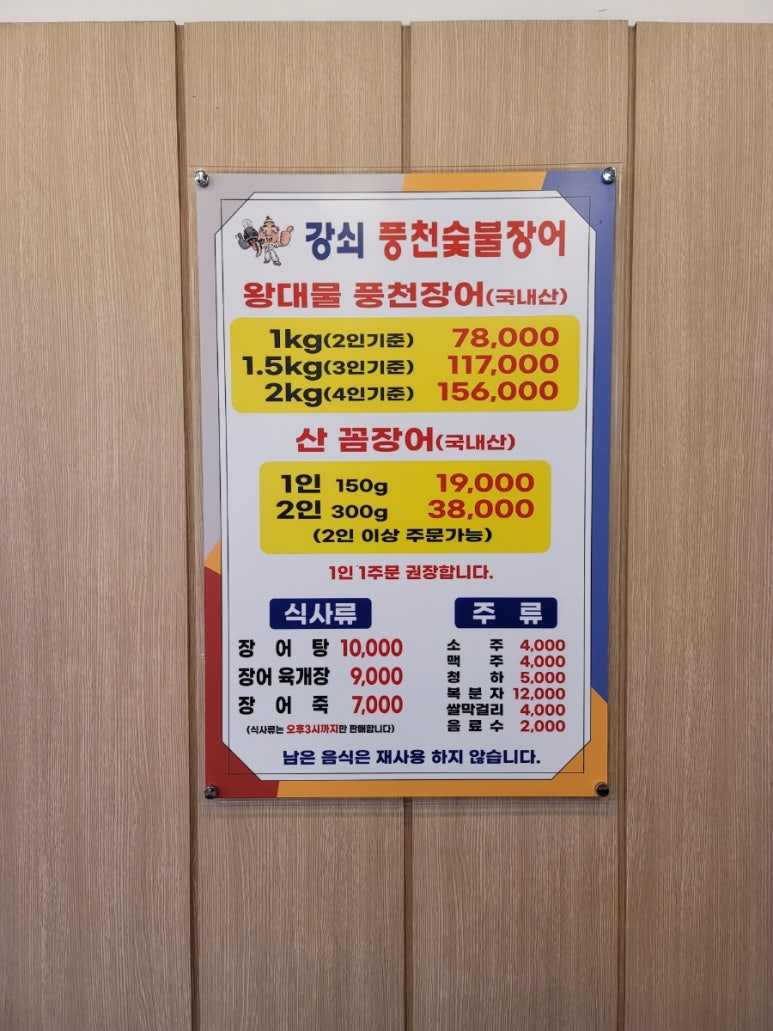 강쇠 풍천숯불장어
왕대물 풍천장어(국내산)
1kg(2인기준) 78,000
1.5kg(3인기준) 117,000
2kg(4인기준) 156,000
산 꼼장어(국내산)
1인 150g 19,000
2인 300g 38,000
(2인 이상 주문가능)
1인 1주문 권장합니다.
식사류
장 어 탕 10,000
장어 육개장 9,000
장 어 죽 7,000
(식사류는 오후3시까지만 판매합니다)
주 류
소 주 4,000
맥 주 4,000
청 하 5,000
복 분 자 12,000
쌀막걸리 4,000
음 료 수 2,000
남은 음식은 재사용 하지 않습니다.